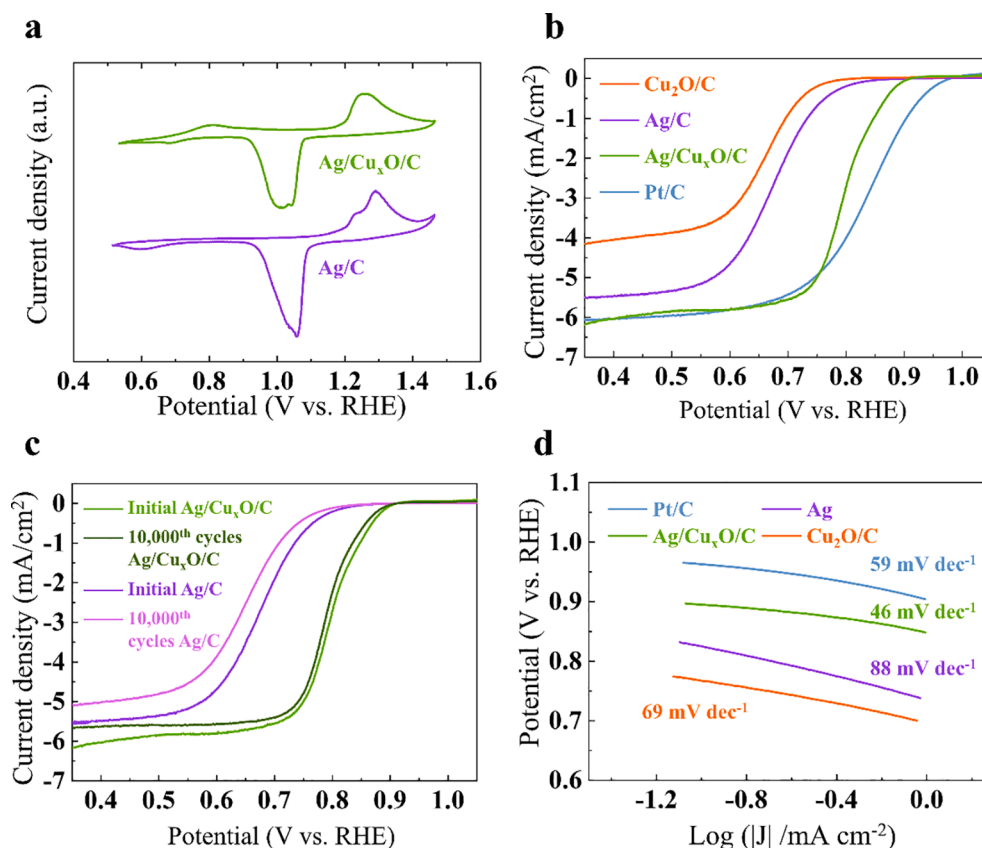 a
Current density (a.u.)
Ag/CuₓO/C
Ag/C
0.4 0.6 0.8 1.0 1.2 1.4 1.6
Potential (V vs. RHE)
b
Current density (mA/cm²)
0
-1
-2
-3
-4
-5
-6
-7
Cu₂O/C
Ag/C
Ag/CuₓO/C
Pt/C
0.4 0.5 0.6 0.7 0.8 0.9 1.0
Potential (V vs. RHE)
c
Current density (mA/cm²)
0
-1
-2
-3
-4
-5
-6
-7
Initial Ag/CuₓO/C
10,000ᵗʰ cycles
Ag/CuₓO/C
Initial Ag/C
10,000ᵗʰ
cycles Ag/C
0.4 0.5 0.6 0.7 0.8 0.9 1.0
Potential (V vs. RHE)
d
Potential (V vs. RHE)
1.1
1.0
0.9
0.8
0.7
0.6
Pt/C Ag
Ag/CuₓO/C Cu₂O/C
59 mV dec⁻¹
46 mV dec⁻¹
88 mV dec⁻¹
69 mV dec⁻¹
-1.2 -0.8 -0.4 0.0
Log (|J| /mA cm⁻²)